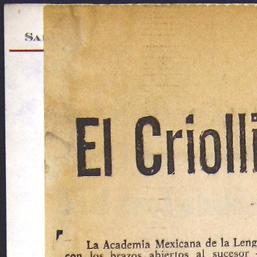 El Criolli
La Academia Mexicana de la Leng
con los brazos abiertos al sucesor